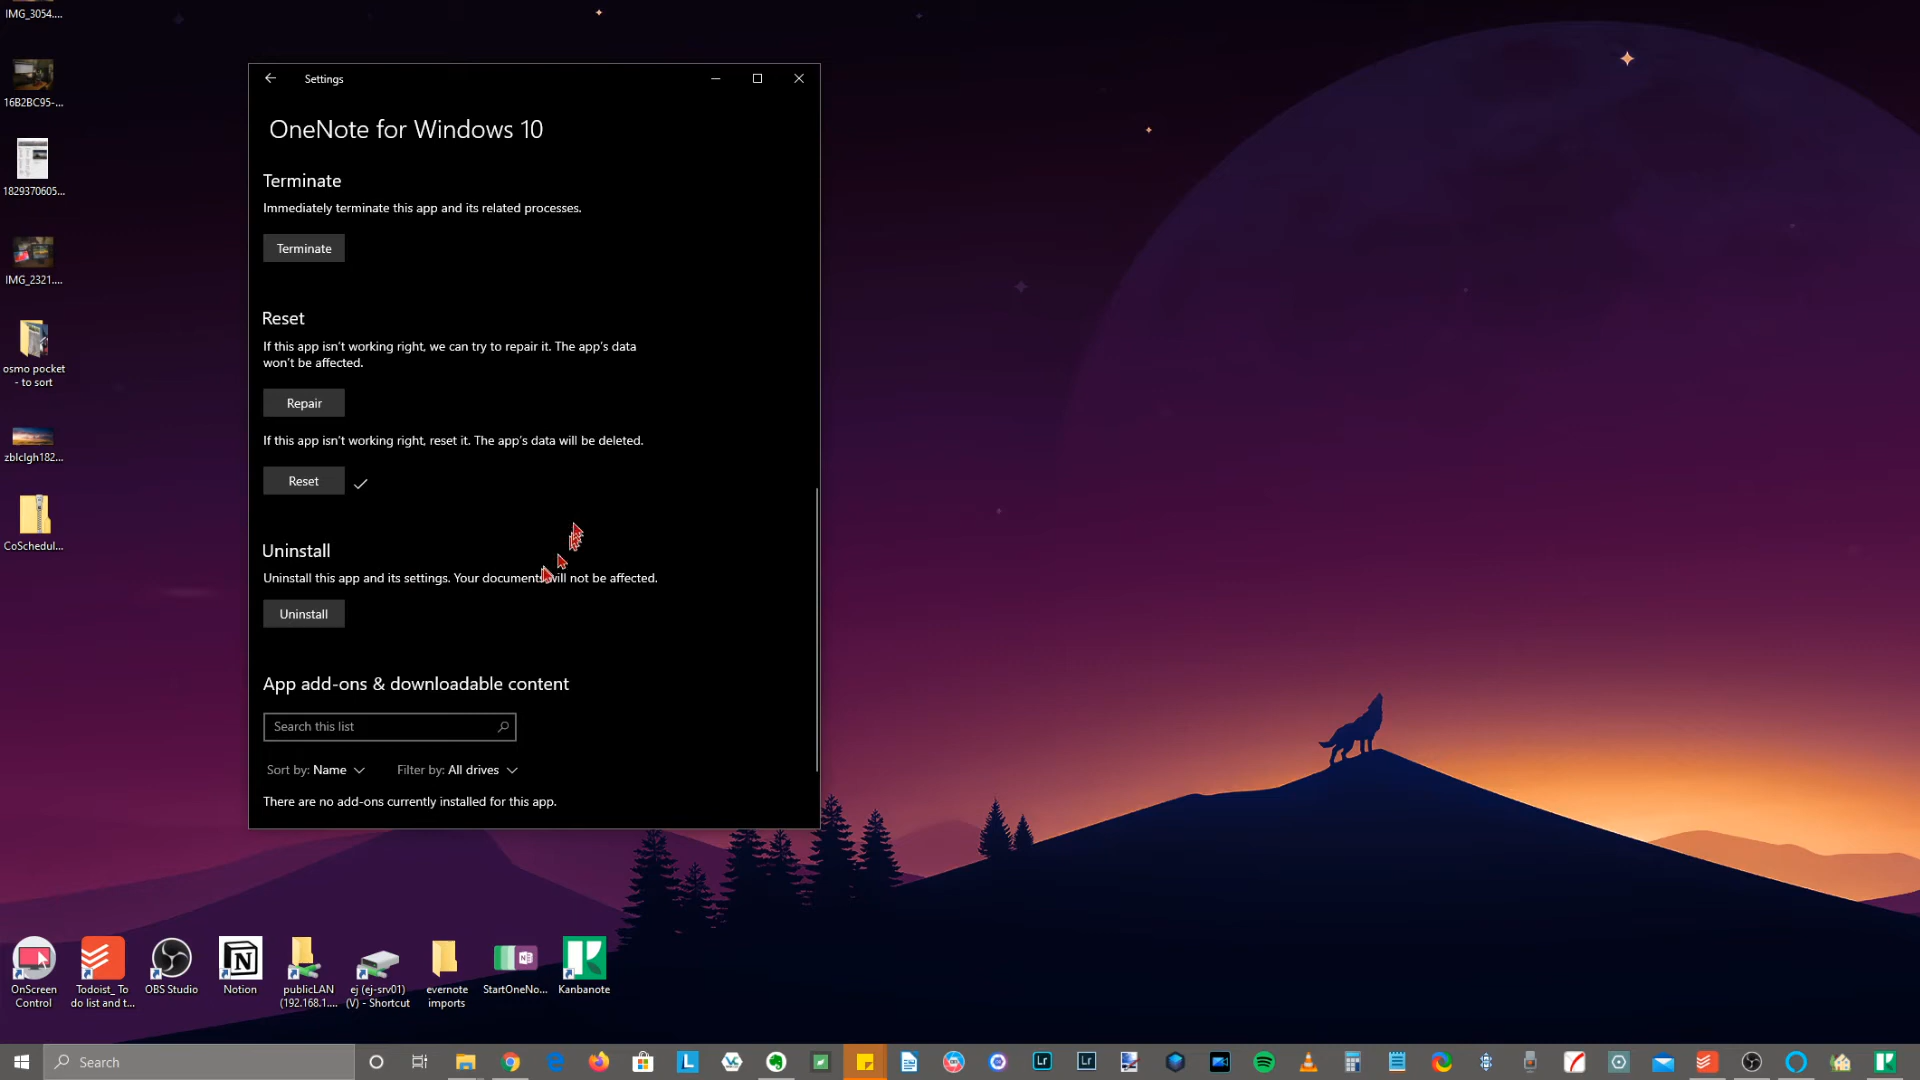 IMG_3054....
16B2BC95-...
1829370605...
IMG_2321....
osmo pocket
- to sort
zblclgh182...
CoSchedul...
Settings
OneNote for Windows 10
Terminate
Immediately terminate this app and its related processes.
Terminate
Reset
If this app isn't working right, we can try to repair it. The app's data
won't be affected.
Repair
If this app isn't working right, reset it. The app's data will be deleted.
Reset
Uninstall
Uninstall this app and its settings. Your documents will not be affected.
Uninstall
App add-ons & downloadable content
Search this list
Sort by: Name
Filter by: All drives
There are no add-ons currently installed for this app.
OnScreen
Control
Todoist_ To
do list and t...
OBS Studio
Notion
publicLAN
(192.168.1....
ej (ej-srv01)
(V) - Shortcut
evernote
imports
StartOneNo...
Kanbanote
Search